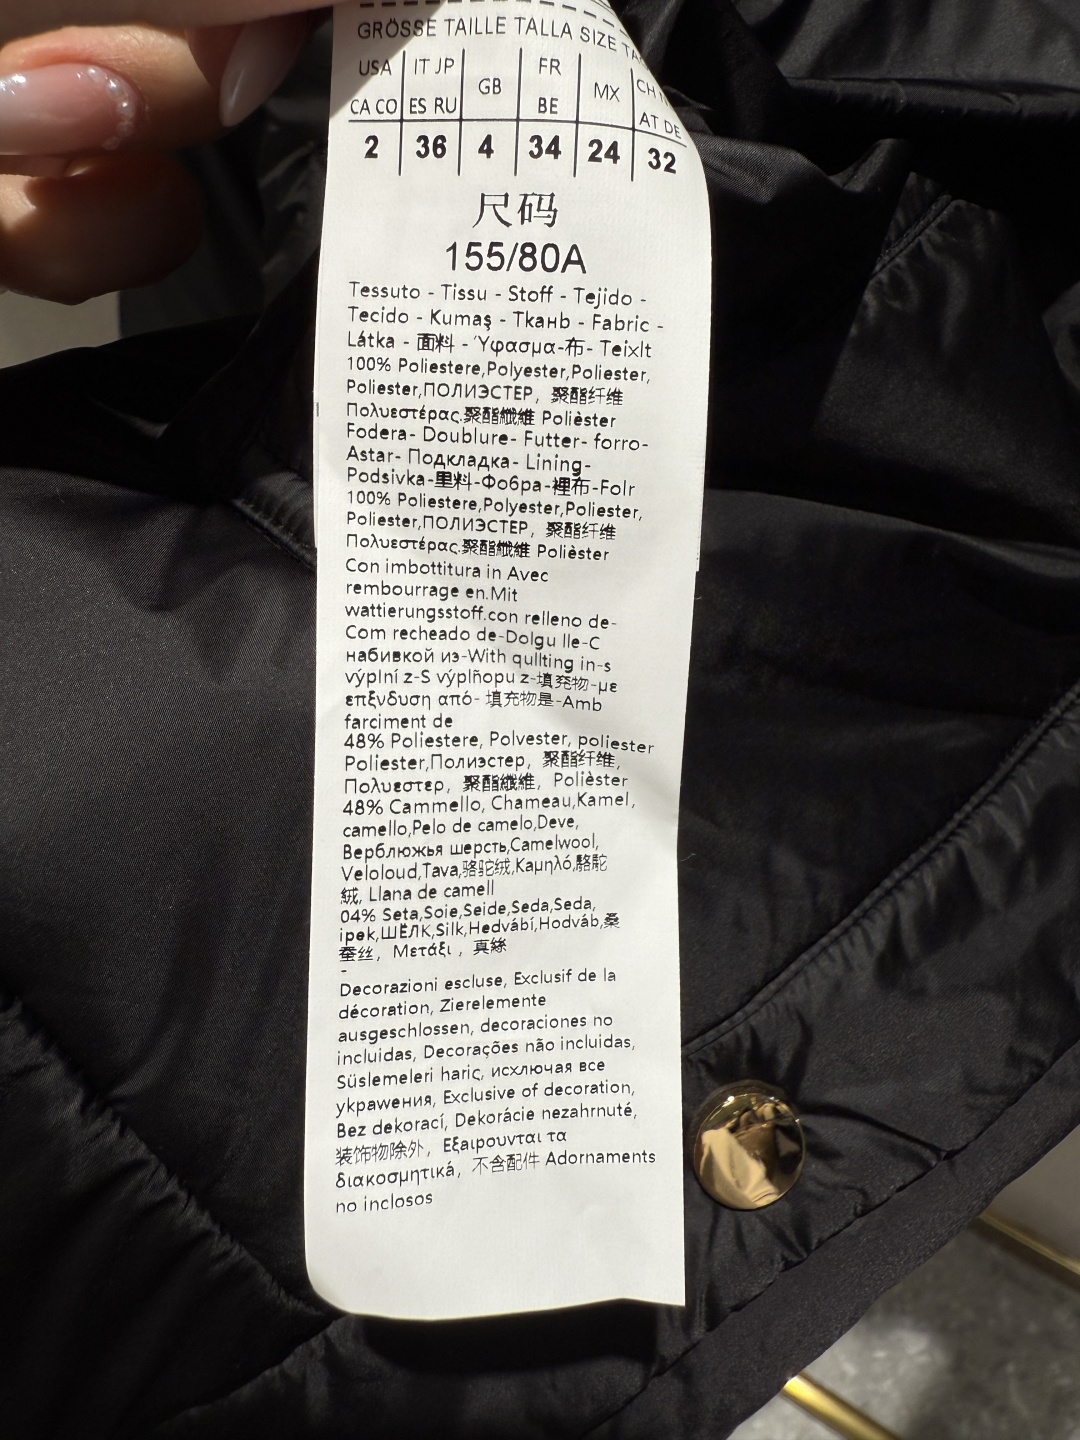 GRÖSSE TAILLE TALLA SIZE
USA IT JP GB FR MX CH
CA CO ES RU BE AT DE
2 36 4 34 24 32
尺码
155/80A
Tessuto - Tissu - Stoff - Tejido -
Tecido - Kumaş - Ткань - Fabric -
Látka - 面料 - Ύφασμα-布- Teixlt
100% Poliestere,Polyester,Poliester,
Poliester,ПОЛИЭСТЕР, 聚酯纤维
Πολυεστέρας.聚酯纖維 Polièster
Fodera- Doublure- Futter- forro-
Astar- Подкладка- Lining-
Podsivka-里料-Φοбρα-裡布-Folr
100% Poliestere,Polyester,Poliester,
Poliester,ПОЛИЭСТЕР, 聚酯纤维
Πολυεστέρας.聚酯纖維 Polièster
Con imbottitura in Avec
rembourrage en.Mit
wattierungsstoff.con relleno de-
Com recheado de-Dolgu lle-C
набивкой из-With qullting in-s
výplní z-S výplñopu z-填充物-με
επξνδυση από- 填充物是-Amb
farciment de
48% Poliestere, Polvester, poliester
Poliester,Полиэстер, 聚酯纤维,
Πολυεστερ, 聚酯纖維, Polièster
48% Cammello, Chameau,Kamel,
camello,Pelo de camelo,Deve,
Верблюжья шерсть,Camelwool,
Veloloud,Tava,骆驼绒,Καμηλό,駱駝
絨, Llana de camell
04% Seta,Soie,Seide,Seda,Seda,
ipek,ШЁЛК,Silk,Hedvábí,Hodváb,桑
蚕丝, Μετάξι , 真絲
-
Decorazioni escluse, Exclusif de la
décoration, Zierelemente
ausgeschlossen, decoraciones no
incluidas, Decorações não incluidas,
Süslemeleri haric, исхлючая все
укрaшения, Exclusive of decoration,
Bez dekorací, Dekorácie nezahrnuté,
装饰物除外, Εξαιρουνται τα
διακοσμητικά, 不含配件 Adornaments
no inclosos